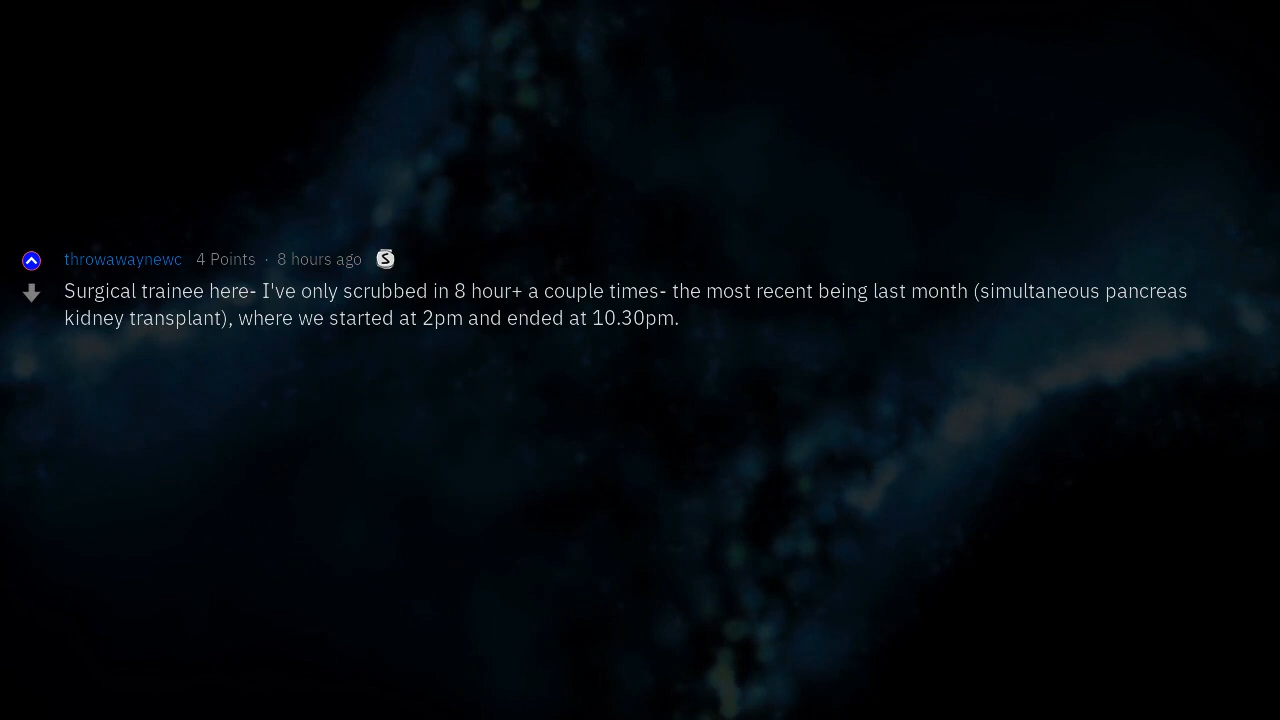 throwawaynewc 4 Points · 8 hours ago S
Surgical trainee here- I've only scrubbed in 8 hour+ a couple times- the most recent being last month (simultaneous pancreas
kidney transplant), where we started at 2pm and ended at 10.30pm.